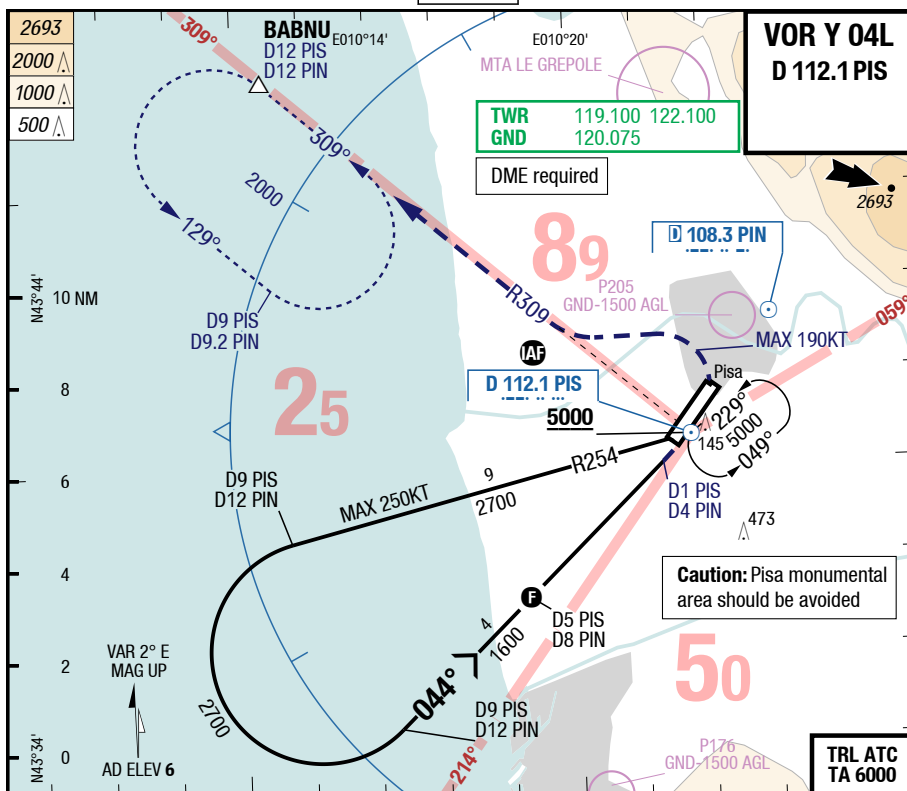 2693
2000
1000
500
309°
BABNU
D12 PIS
D12 PIN
E010°14'
E010°20'
MTA LE GREPOLE
VOR Y 04L
D 112.1 PIS
TWR 119.100 122.100
GND 120.075
DME required
309°
2000
129°
2693
D 108.3 PIN
89
P205
GND-1500 AGL
059°
N43°44'
10 NM
D9 PIS
D9.2 PIN
R309
MAX 190KT
IAF
8
25
D 112.1 PIS
Pisa
5000
229°
145
5000
049°
R254
9
2700
MAX 250KT
D9 PIS
D12 PIN
6
D1 PIS
D4 PIN
473
4
Caution: Pisa monumental
area should be avoided
F
D5 PIS
D8 PIN
4
1600
VAR 2° E
MAG UP
2
044°
50
2700
D9 PIS
D12 PIN
N43°34'
0
AD ELEV 6
214°
P176
GND-1500 AGL
TRL ATC
TA 6000